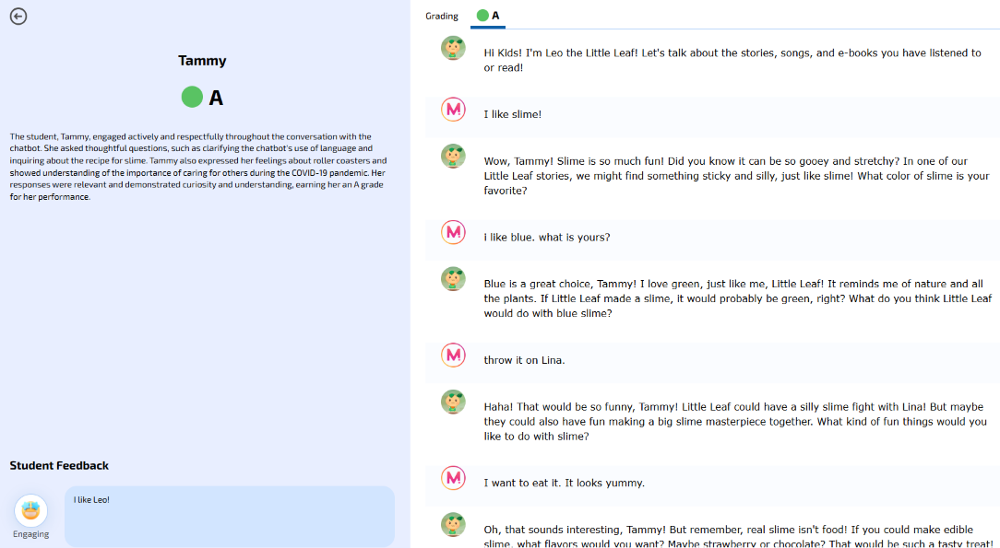 Tammy
A
The student, Tammy, engaged actively and respectfully throughout the conversation with the
chatbot. She asked thoughtful questions, such as clarifying the chatbot's use of language and
inquiring about the recipe for slime. Tammy also expressed her feelings about roller coasters and
showed understanding of the importance of caring for others during the COVID-19 pandemic. Her
responses were relevant and demonstrated curiosity and understanding, earning her an A grade
for her performance.
Student Feedback
Engaging
I like Leo!
Grading
A
Hi Kids! I'm Leo the Little Leaf! Let's talk about the stories, songs, and e-books you have listened to
or read!
M
I like slime!
Wow, Tammy! Slime is so much fun! Did you know it can be so gooey and stretchy? In one of our
Little Leaf stories, we might find something sticky and silly, just like slime! What color of slime is your
favorite?
M
i like blue. what is yours?
Blue is a great choice, Tammy! I love green, just like me, Little Leaf! It reminds me of nature and all
the plants. If Little Leaf made a slime, it would probably be green, right? What do you think Little Leaf
would do with blue slime?
M
throw it on Lina.
Haha! That would be so funny, Tammy! Little Leaf could have a silly slime fight with Lina! But maybe
they could also have fun making a big slime masterpiece together. What kind of fun things would you
like to do with slime?
M
I want to eat it. It looks yummy.
Oh, that sounds interesting, Tammy! But remember, real slime isn't food! If you could make edible
slime, what flavors would you want? Maybe strawberry or chocolate? That would be such a tasty treat!